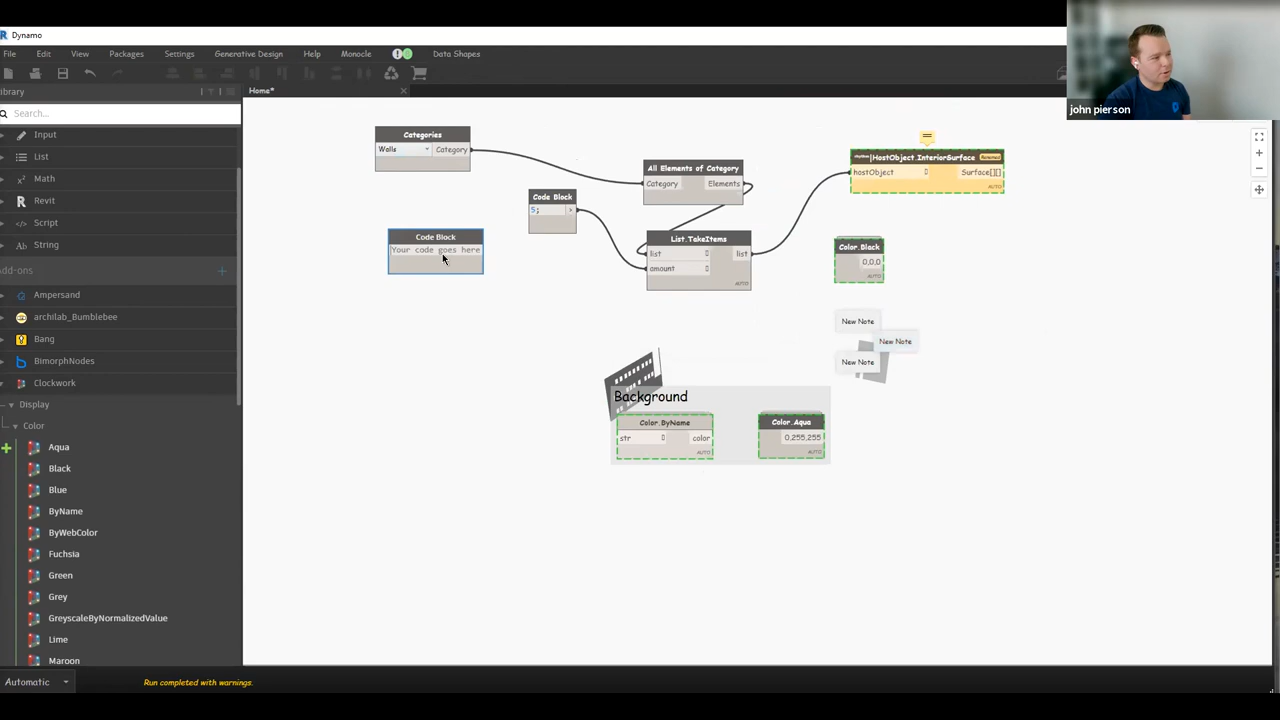 Dynamo
File Edit View Packages Settings Generative Design Help Monocle Data Shapes
john pierson
Library
Search...
Input
List
Math
Revit
Script
String
Add-ons
Ampersand
archilab_Bumblebee
Bang
BimorphNodes
Clockwork
Display
Color
Aqua
Black
Blue
ByName
ByWebColor
Fuchsia
Green
Grey
GreyscaleByNormalizedValue
Lime
Maroon
Automatic
Run completed with warnings.
Home*
Categories
Walls Category
Code Block
5; >
Code Block
Your code goes here
All Elements of Category
Category Elements
List.TakeItems
list list
amount
AUTO
HostObject.InteriorSurface
hostObject Surface[][]
AUTO
Color.Black
0,0,0
AUTO
New Note
New Note
New Note
Background
Color.ByName
str color
AUTO
Color.Aqua
0,255,255
AUTO